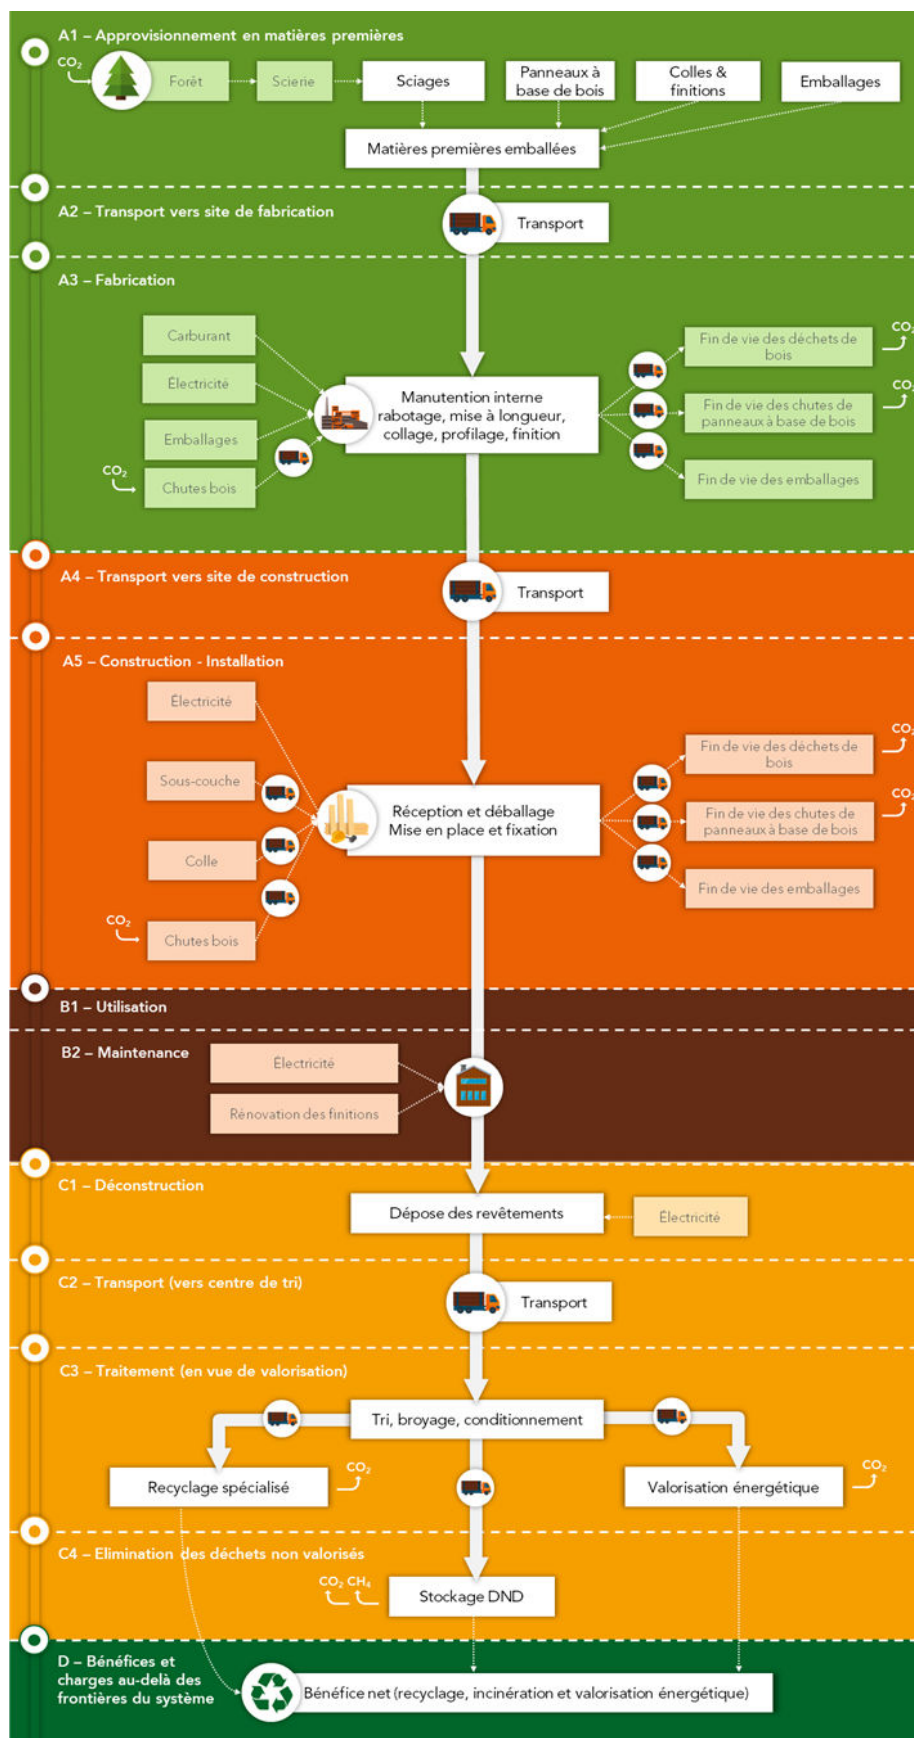 A1 – Approvisionnement en matières premières
CO₂
Forêt
Scierie
Sciages
Panneaux à
base de bois
Colles &
finitions
Emballages
Matières premières emballées
A2 – Transport vers site de fabrication
Transport
A3 – Fabrication
Carburant
Électricité
Emballages
CO₂
Chutes bois
Manutention interne
rabotage, mise à longueur,
collage, profilage, finition
Fin de vie des déchets de
bois
CO₂
Fin de vie des chutes de
panneaux à base de bois
CO₂
Fin de vie des emballages
A4 – Transport vers site de construction
Transport
A5 – Construction - Installation
Électricité
Sous-couche
Colle
CO₂
Chutes bois
Réception et déballage
Mise en place et fixation
Fin de vie des déchets de
bois
CO₂
Fin de vie des chutes de
panneaux à base de bois
CO₂
Fin de vie des emballages
B1 – Utilisation
B2 – Maintenance
Électricité
Rénovation des finitions
C1 – Déconstruction
Dépose des revêtements
Électricité
C2 – Transport (vers centre de tri)
Transport
C3 – Traitement (en vue de valorisation)
Tri, broyage, conditionnement
Recyclage spécialisé
CO₂
Valorisation énergétique
CO₂
C4 – Elimination des déchets non valorisés
CO₂ CH₄
Stockage DND
D – Bénéfices et
charges au-delà des
frontières du système
Bénéfice net (recyclage, incinération et valorisation énergétique)